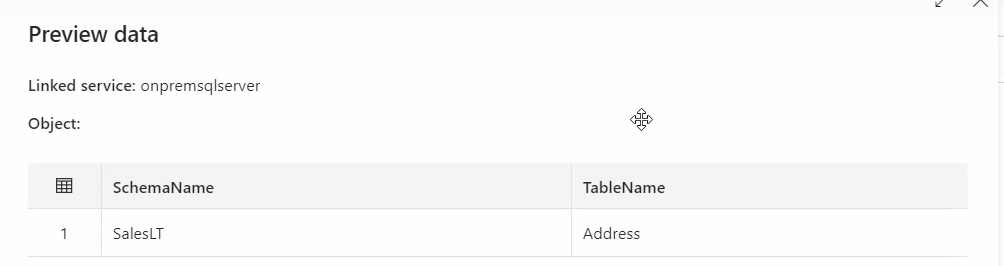 Preview data
Linked service: onpremsqlserver
Object:
SchemaName TableName
1 SalesLT Address